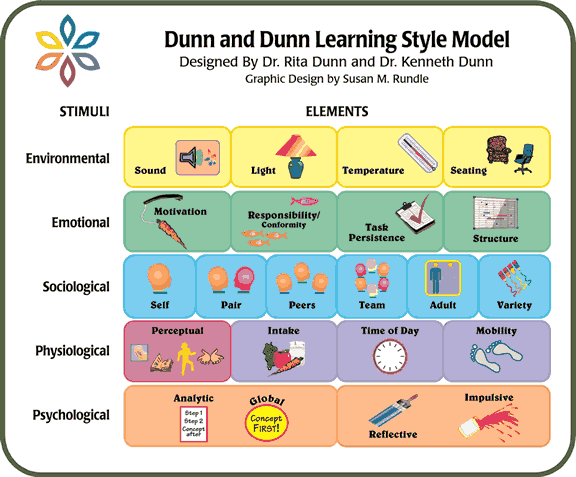 Dunn and Dunn Learning Style Model
Designed By Dr. Rita Dunn and Dr. Kenneth Dunn
Graphic Design by Susan M. Rundle
STIMULI ELEMENTS
Environmental
Sound Light Temperature Seating
Emotional
Motivation
Responsibility/
Conformity
Task
Persistence
Structure
Sociological
Self Pair Peers Team Adult Variety
Physiological
Perceptual Intake Time of Day Mobility
Psychological
Analytic
Step 1
Step 2
Concept
after
Global
Concept
FIRST!
Reflective
Impulsive